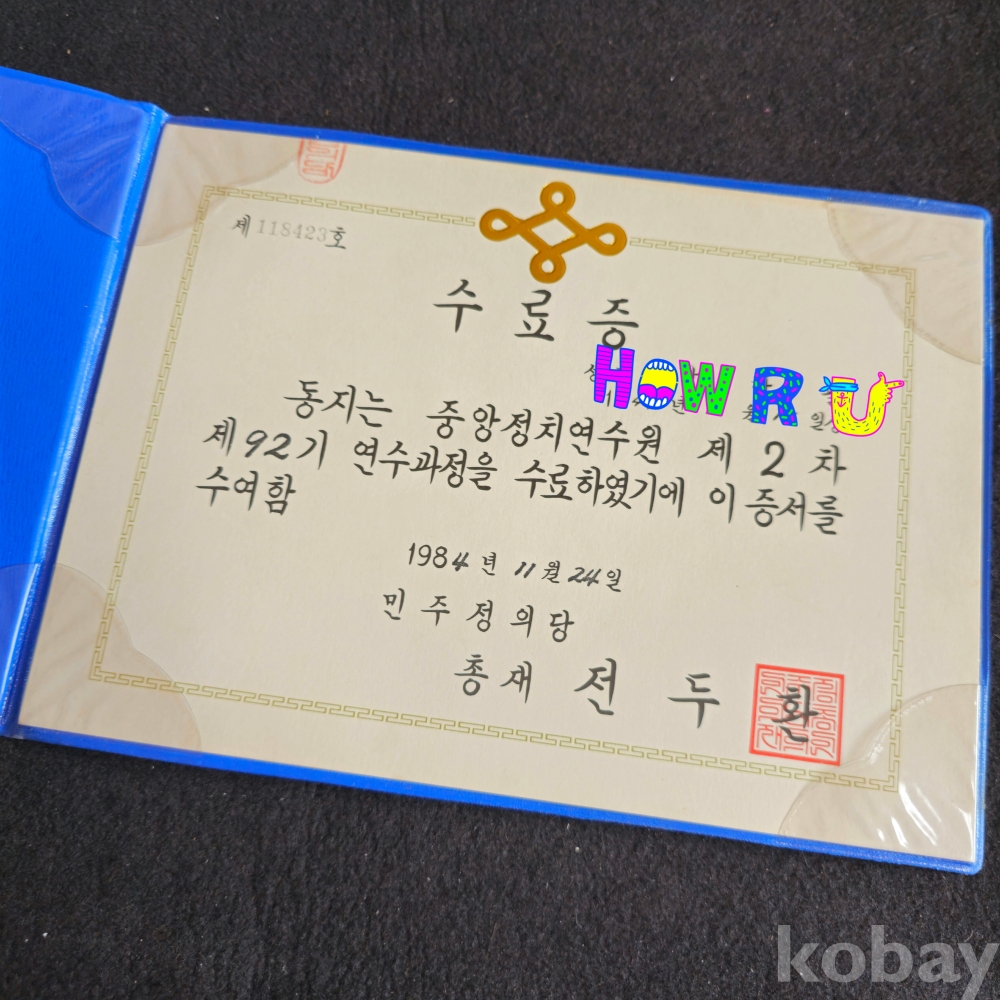 제118423호
수료증
HOW R U
동지는 중앙정치연수원 제2차
제92기 연수과정을 수료하였기에 이 증서를
수여함
1984년 11월 24일
민주정의당
총재 전두환
kobay